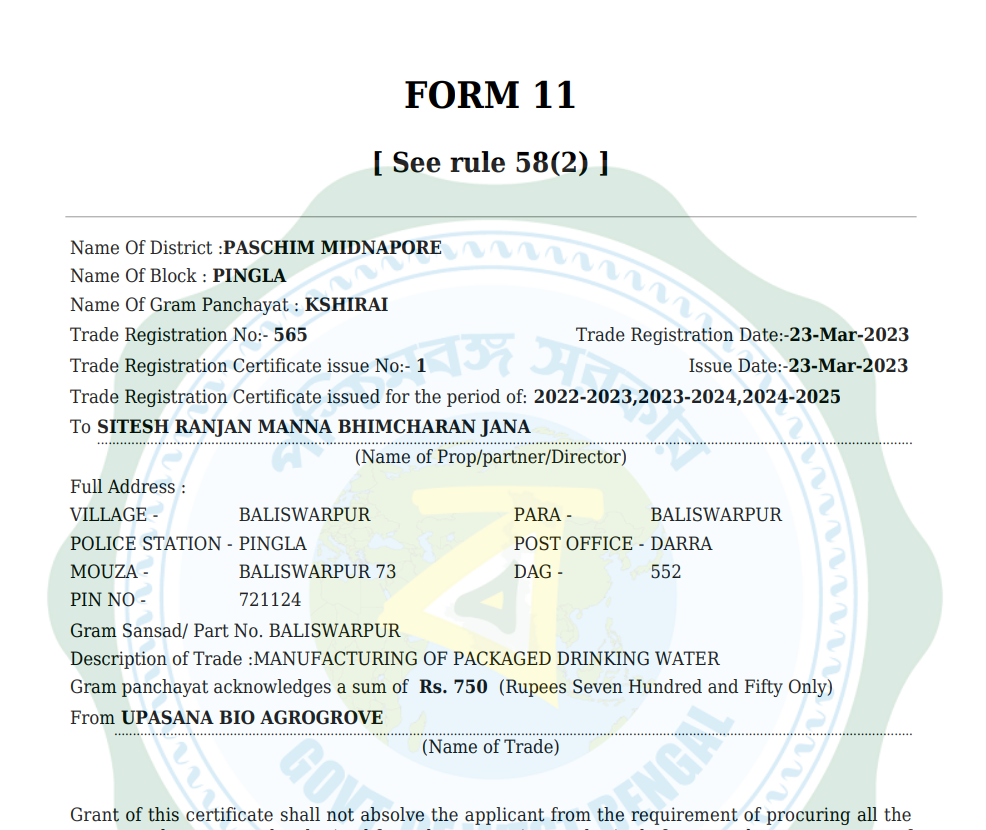 FORM 11
[ See rule 58(2) ]
Name Of District :PASCHIM MIDNAPORE
Name Of Block : PINGLA
Name Of Gram Panchayat : KSHIRAI
Trade Registration No:- 565 Trade Registration Date:-23-Mar-2023
Trade Registration Certificate issue No:- 1 Issue Date:-23-Mar-2023
Trade Registration Certificate issued for the period of: 2022-2023,2023-2024,2024-2025
To SITESH RANJAN MANNA BHIMCHARAN JANA
(Name of Prop/partner/Director)
Full Address :
VILLAGE - BALISWARPUR PARA - BALISWARPUR
POLICE STATION - PINGLA POST OFFICE - DARRA
MOUZA - BALISWARPUR 73 DAG - 552
PIN NO - 721124
Gram Sansad/ Part No. BALISWARPUR
Description of Trade :MANUFACTURING OF PACKAGED DRINKING WATER
Gram panchayat acknowledges a sum of Rs. 750 (Rupees Seven Hundred and Fifty Only)
From UPASANA BIO AGROGROVE
(Name of Trade)
Grant of this certificate shall not absolve the applicant from the requirement of procuring all the
পশ্চিমবঙ্গ সরকার
ব